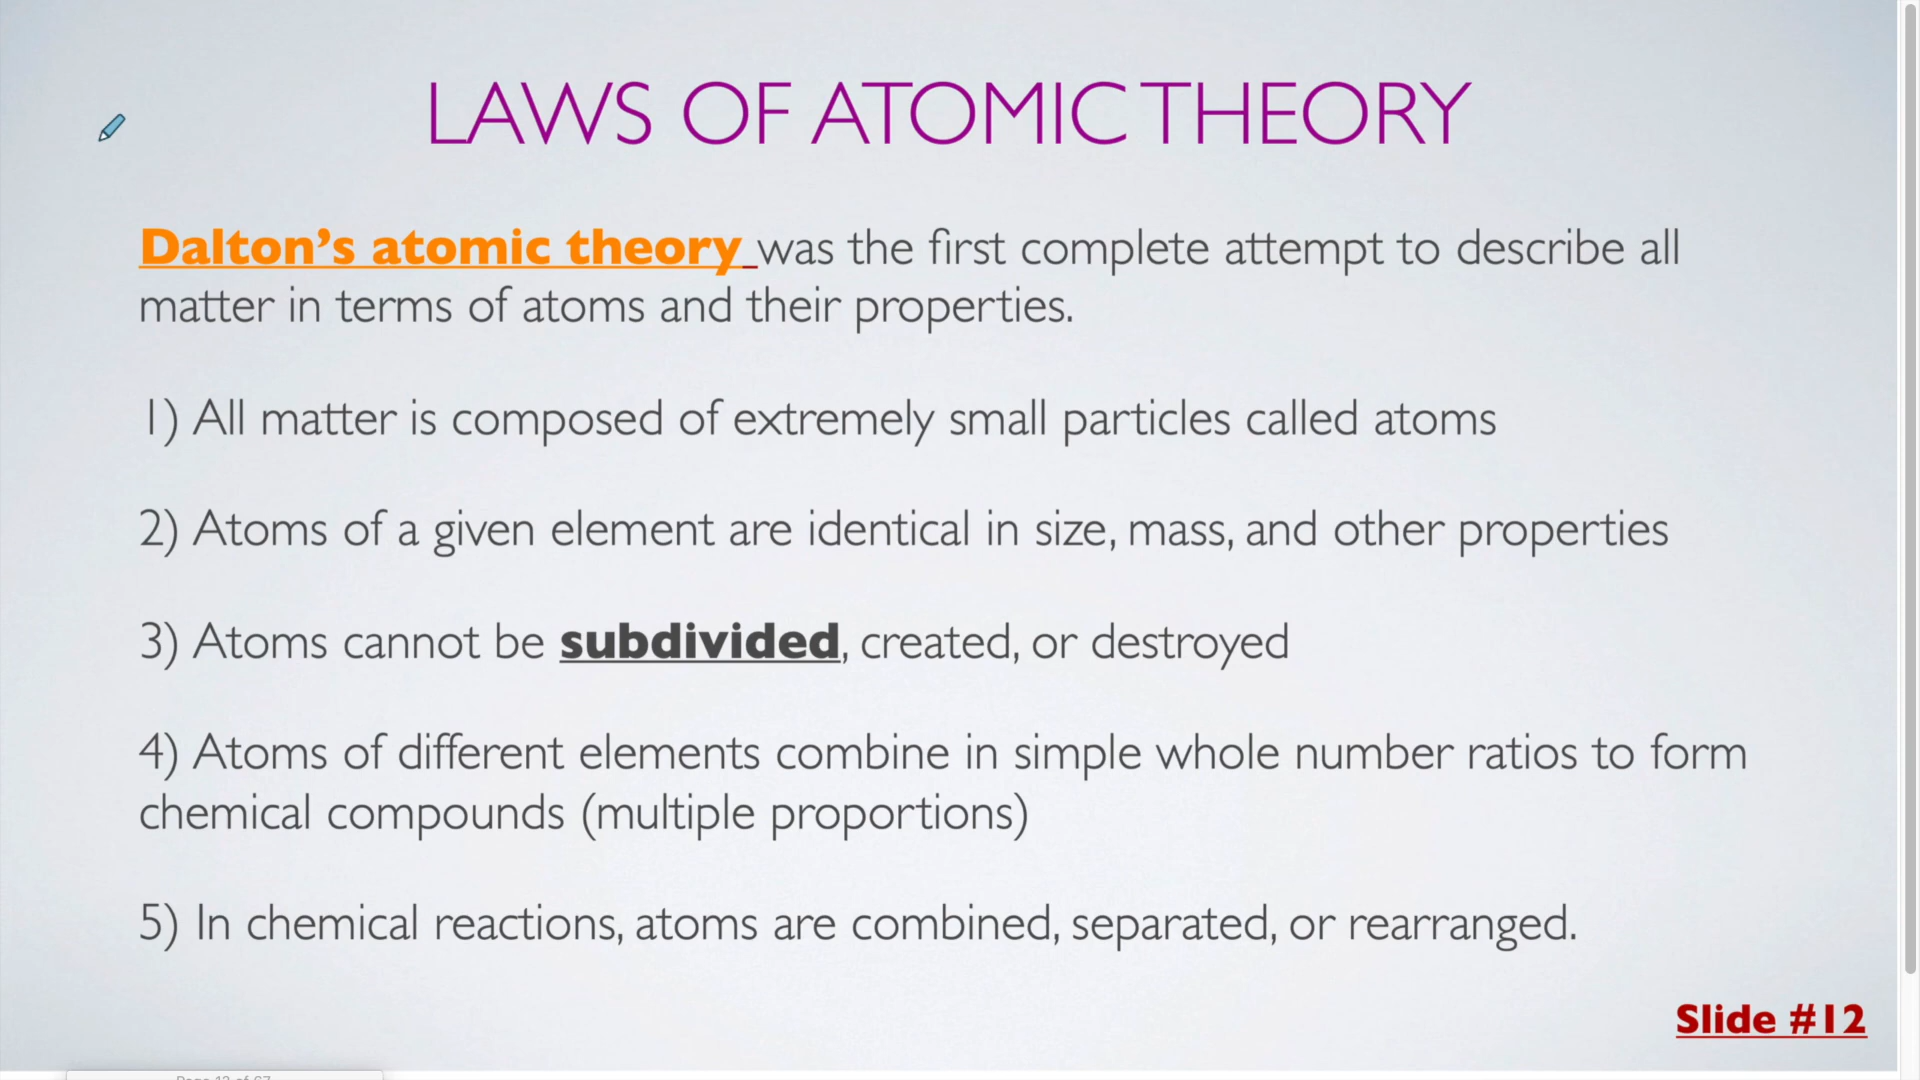 LAWS OF ATOMIC THEORY
Dalton’s atomic theory was the first complete attempt to describe all
matter in terms of atoms and their properties.
1) All matter is composed of extremely small particles called atoms
2) Atoms of a given element are identical in size, mass, and other properties
3) Atoms cannot be subdivided, created, or destroyed
4) Atoms of different elements combine in simple whole number ratios to form
chemical compounds (multiple proportions)
5) In chemical reactions, atoms are combined, separated, or rearranged.
Slide #12